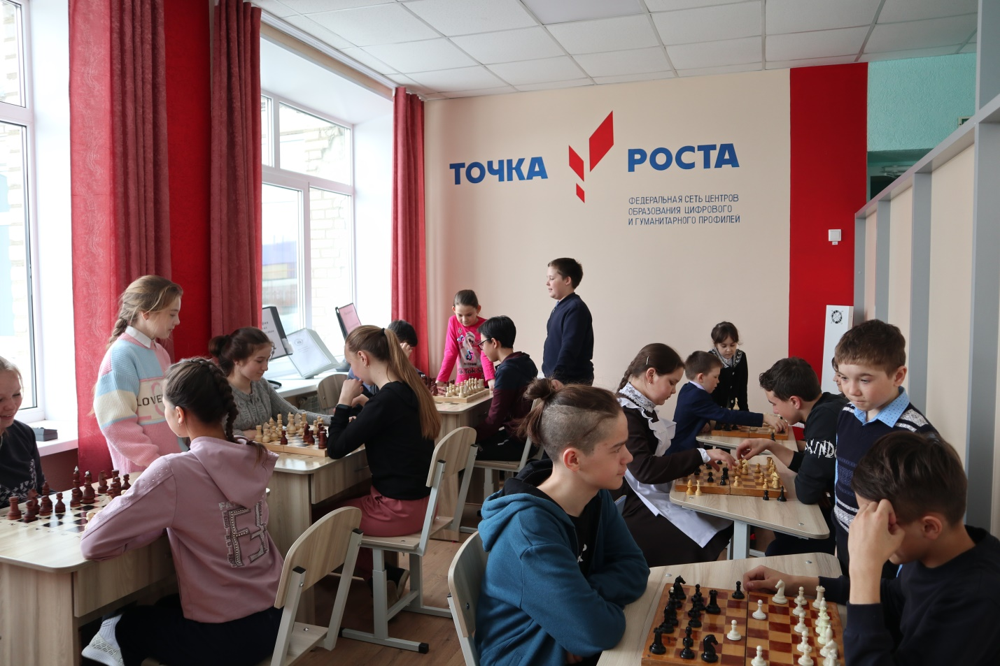 ТОЧКА РОСТА
ФЕДЕРАЛЬНАЯ СЕТЬ ЦЕНТРОВ
ОБРАЗОВАНИЯ ЦИФРОВОГО
И ГУМАНИТАРНОГО ПРОФИЛЕЙ
LOVE